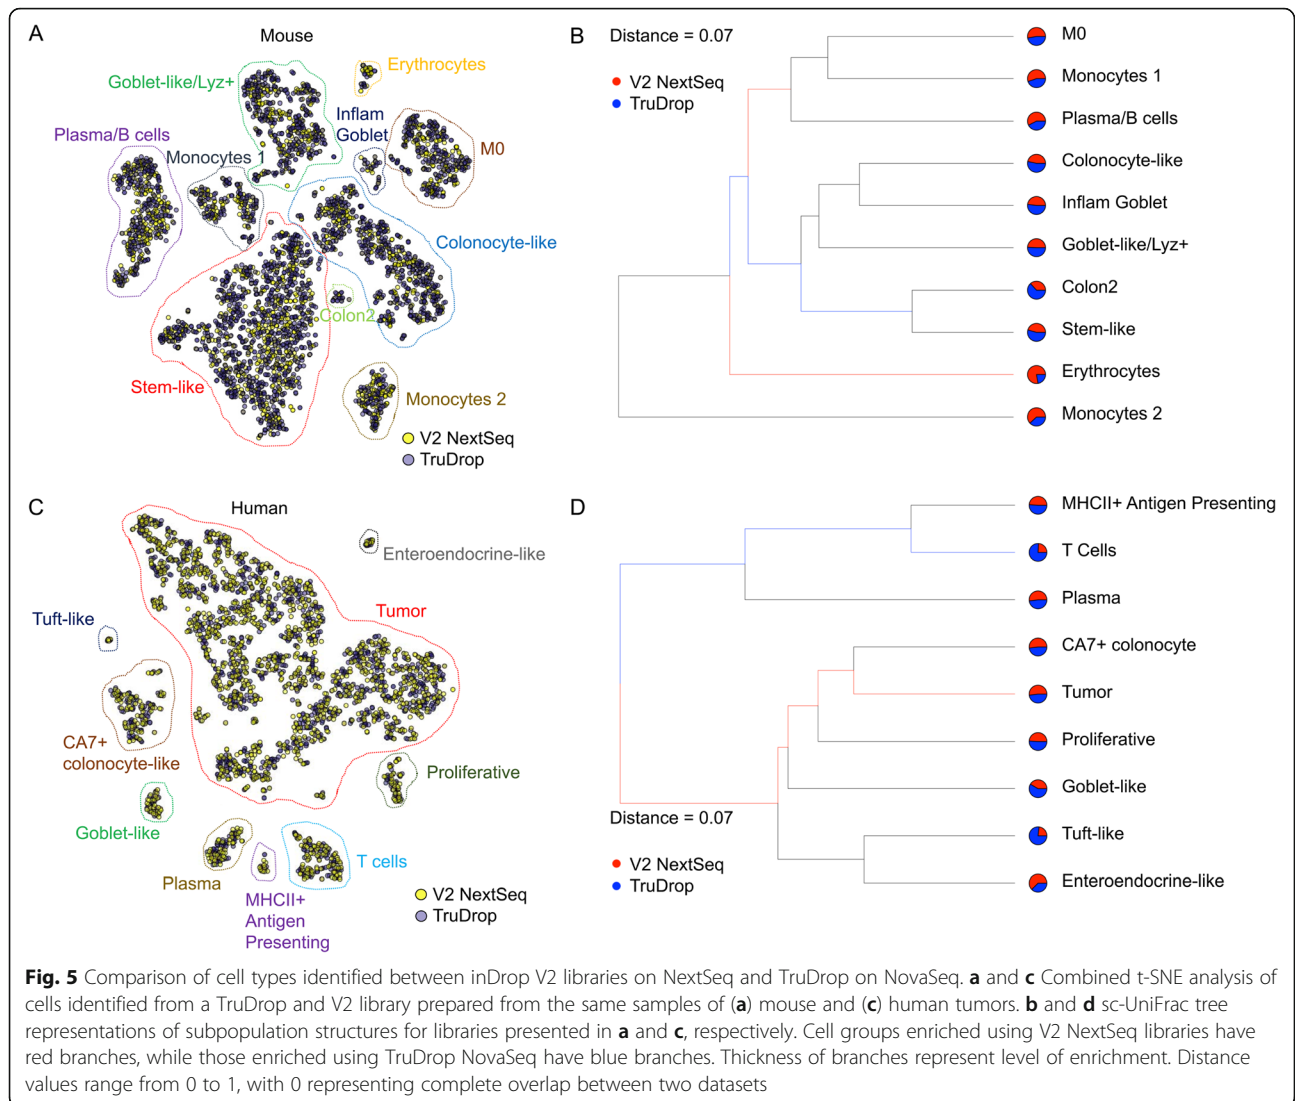 A
Mouse
Erythrocytes
Goblet-like/Lyz+
Inflam
Goblet
Plasma/B cells
Monocytes 1
M0
Colonocyte-like
Colon2
Stem-like
Monocytes 2
V2 NextSeq
TruDrop
B
Distance = 0.07
V2 NextSeq
TruDrop
M0
Monocytes 1
Plasma/B cells
Colonocyte-like
Inflam Goblet
Goblet-like/Lyz+
Colon2
Stem-like
Erythrocytes
Monocytes 2
C
Human
Enteroendocrine-like
Tumor
Tuft-like
CA7+
colonocyte-like
Proliferative
Goblet-like
T cells
Plasma
MHCII+
Antigen
Presenting
V2 NextSeq
TruDrop
D
MHCII+ Antigen Presenting
T Cells
Plasma
CA7+ colonocyte
Tumor
Proliferative
Goblet-like
Tuft-like
Enteroendocrine-like
Distance = 0.07
V2 NextSeq
TruDrop
Fig. 5 Comparison of cell types identified between inDrop V2 libraries on NextSeq and TruDrop on NovaSeq. a and c Combined t-SNE analysis of
cells identified from a TruDrop and V2 library prepared from the same samples of (a) mouse and (c) human tumors. b and d sc-UniFrac tree
representations of subpopulation structures for libraries presented in a and c, respectively. Cell groups enriched using V2 NextSeq libraries have
red branches, while those enriched using TruDrop NovaSeq have blue branches. Thickness of branches represent level of enrichment. Distance
values range from 0 to 1, with 0 representing complete overlap between two datasets